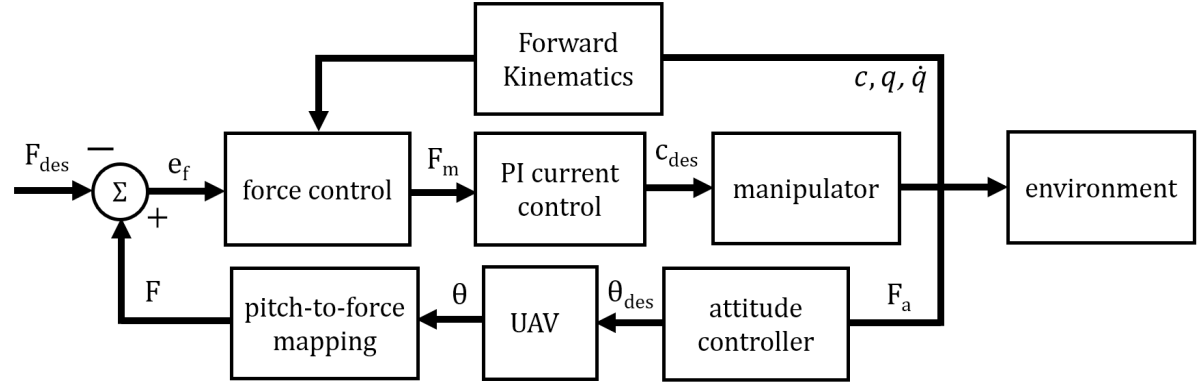 Forward
Kinematics
c, q, q̇
F_des
−
Σ
+
e_f
force control
F_m
PI current
control
c_des
manipulator
environment
F
pitch-to-force
mapping
θ
UAV
θ_des
attitude
controller
F_a